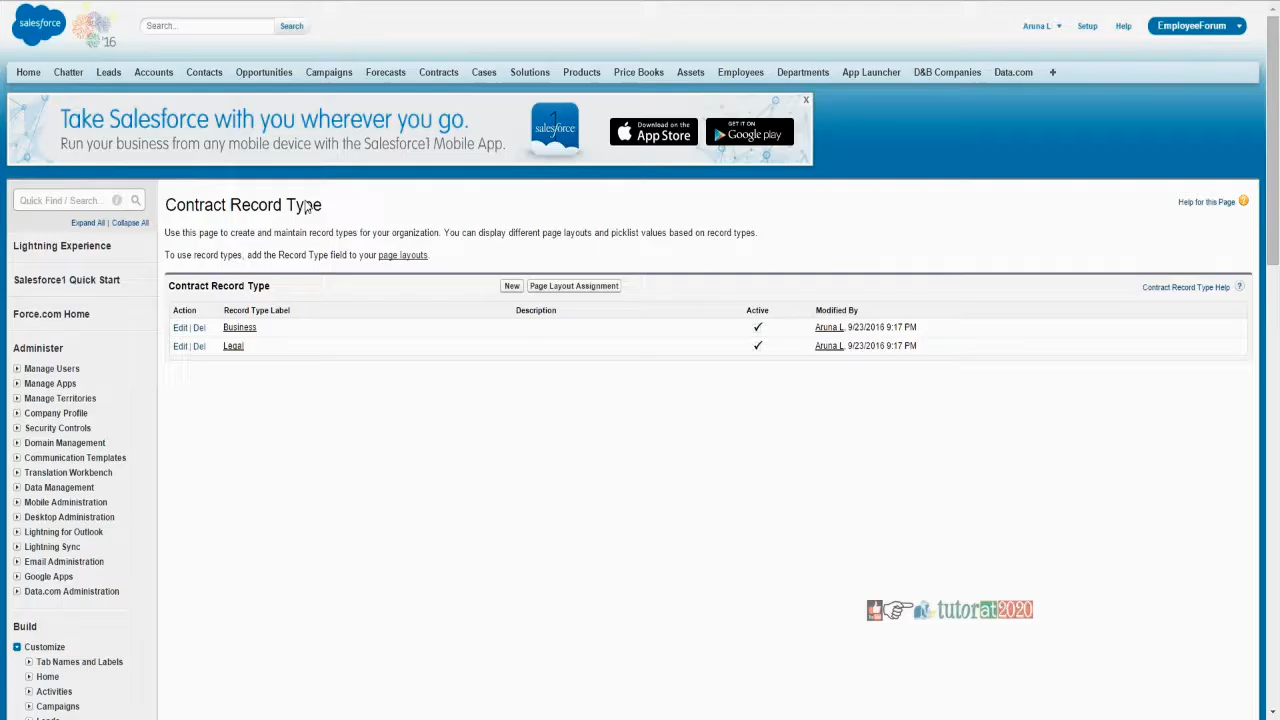 salesforce
'16
Search...
Search
Aruna L
Setup
Help
EmployeeForum
Home Chatter Leads Accounts Contacts Opportunities Campaigns Forecasts Contracts Cases Solutions Products Price Books Assets Employees Departments App Launcher D&B Companies Data.com +
Take Salesforce with you wherever you go.
Run your business from any mobile device with the Salesforce1 Mobile App.
1
salesforce
Download on the
App Store
GET IT ON
Google play
X
Quick Find / Search...
Expand All | Collapse All
Lightning Experience
Salesforce1 Quick Start
Force.com Home
Administer
Manage Users
Manage Apps
Manage Territories
Company Profile
Security Controls
Domain Management
Communication Templates
Translation Workbench
Data Management
Mobile Administration
Desktop Administration
Lightning for Outlook
Lightning Sync
Email Administration
Google Apps
Data.com Administration
Build
Customize
Tab Names and Labels
Home
Activities
Campaigns
Leads
Contract Record Type
Help for this Page ?
Use this page to create and maintain record types for your organization. You can display different page layouts and picklist values based on record types.
To use record types, add the Record Type field to your page layouts.
Contract Record Type
New
Page Layout Assignment
Contract Record Type Help ?
Action Record Type Label Description Active Modified By
Edit | Del Business ✓ Aruna L, 9/23/2016 9:17 PM
Edit | Del Legal ✓ Aruna L, 9/23/2016 9:17 PM
tutorat2020